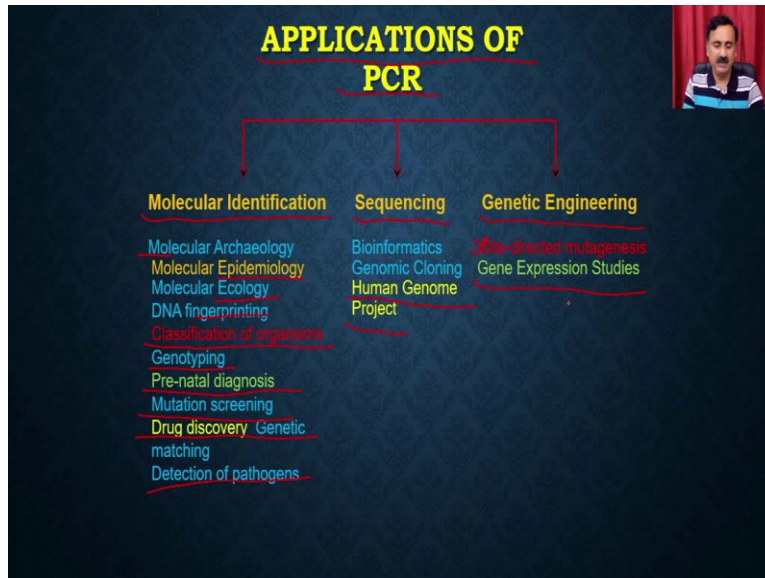 APPLICATIONS OF
PCR
Molecular Identification
Molecular Archaeology
Molecular Epidemiology
Molecular Ecology
DNA fingerprinting
Classification of organisms
Genotyping
Pre-natal diagnosis
Mutation screening
Drug discovery Genetic
matching
Detection of pathogens
Sequencing
Bioinformatics
Genomic Cloning
Human Genome
Project
Genetic Engineering
Site-directed mutagenesis
Gene Expression Studies